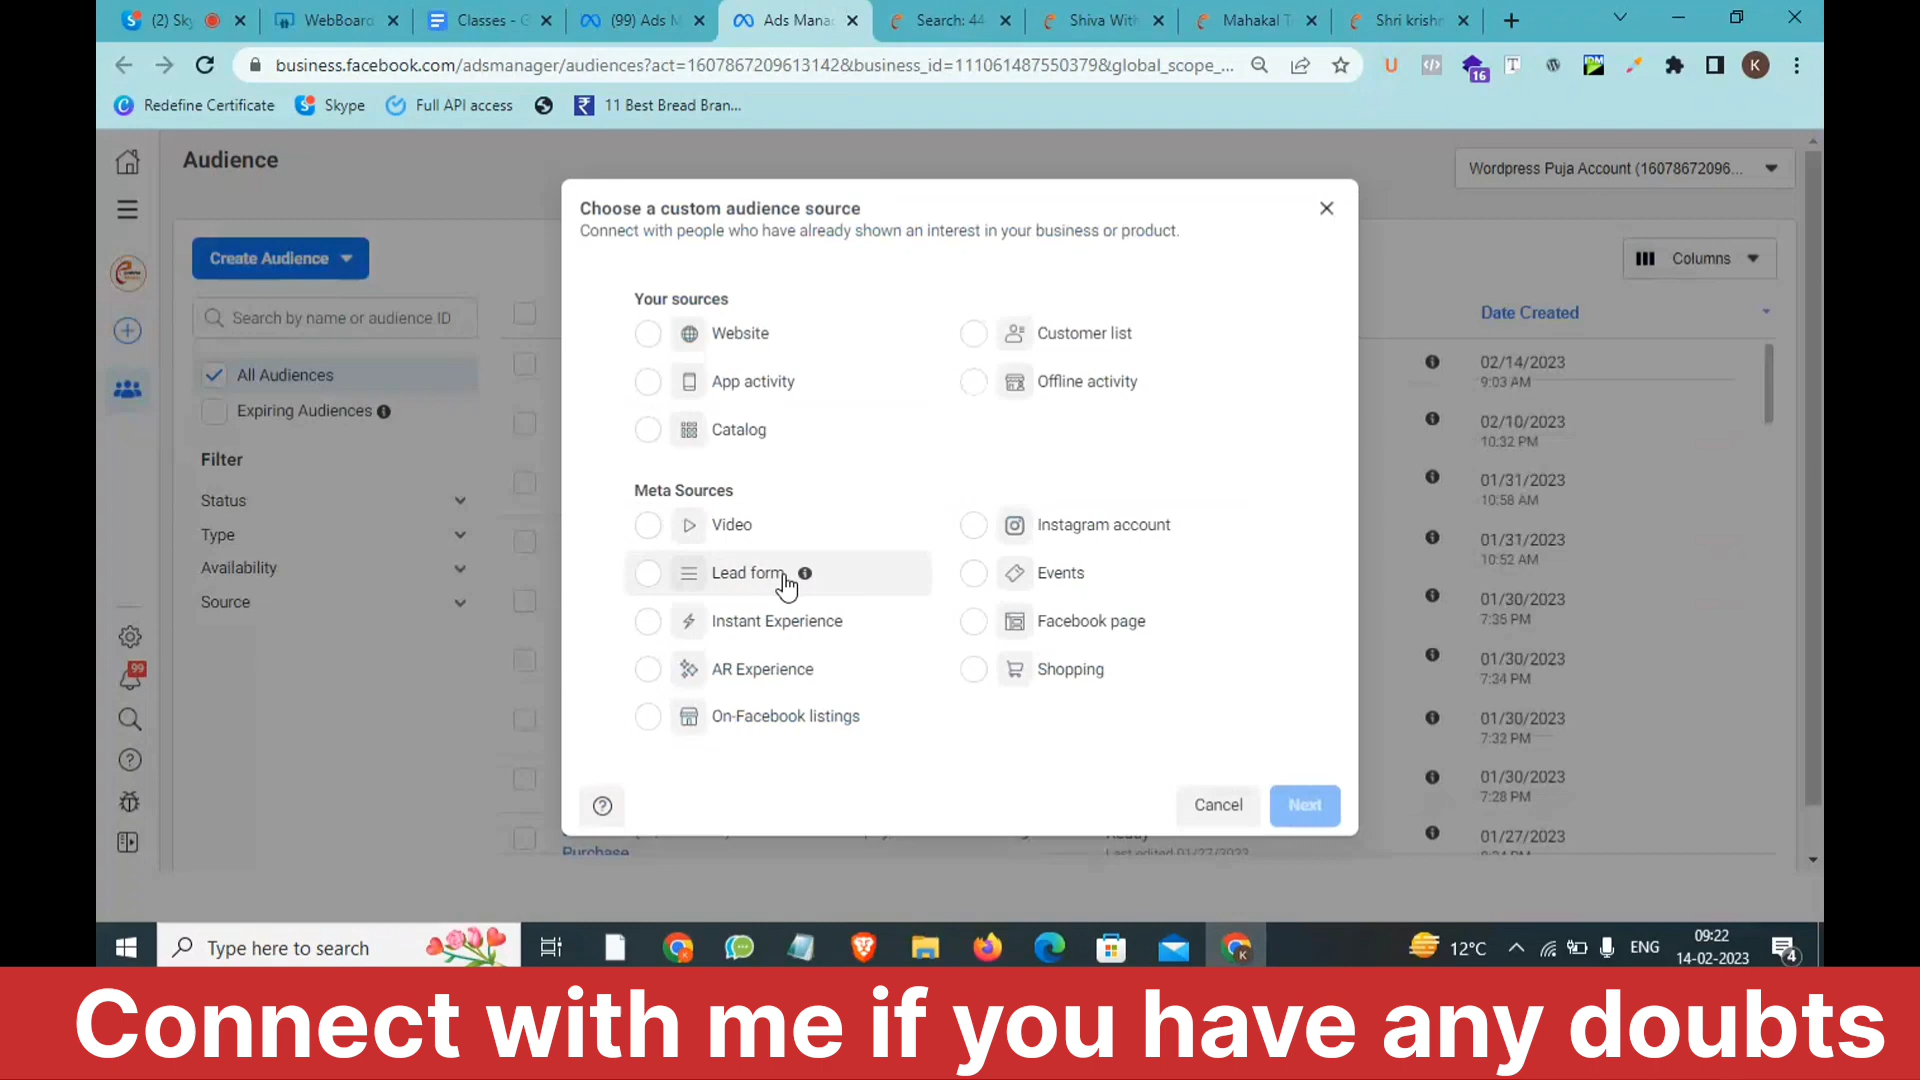 (2) Sky
WebBoard
Classes - G
(99) Ads M
Ads Mana
Search: 44
Shiva With
Mahakal T
Shri krishn
business.facebook.com/adsmanager/audiences?act=1607867209613142&business_id=111061487550379&global_scope_...
16
K
Redefine Certificate
Skype
Full API access
11 Best Bread Bran...
Audience
Wordpress Puja Account (16078672096...
Create Audience
Columns
Search by name or audience ID
All Audiences
Expiring Audiences
Filter
Status
Type
Availability
Source
99
Choose a custom audience source
Connect with people who have already shown an interest in your business or product.
Your sources
Website
Customer list
App activity
Offline activity
Catalog
Meta Sources
Video
Instagram account
Lead form
Events
Instant Experience
Facebook page
AR Experience
Shopping
On-Facebook listings
Cancel
Next
Date Created
02/14/2023
9:03 AM
02/10/2023
10:32 PM
01/31/2023
10:58 AM
01/31/2023
10:52 AM
01/30/2023
7:35 PM
01/30/2023
7:34 PM
01/30/2023
7:32 PM
01/30/2023
7:28 PM
01/27/2023
Purchase
Last edited 01/27/2023
Type here to search
12°C
ENG
09:22
14-02-2023
4
Connect with me if you have any doubts